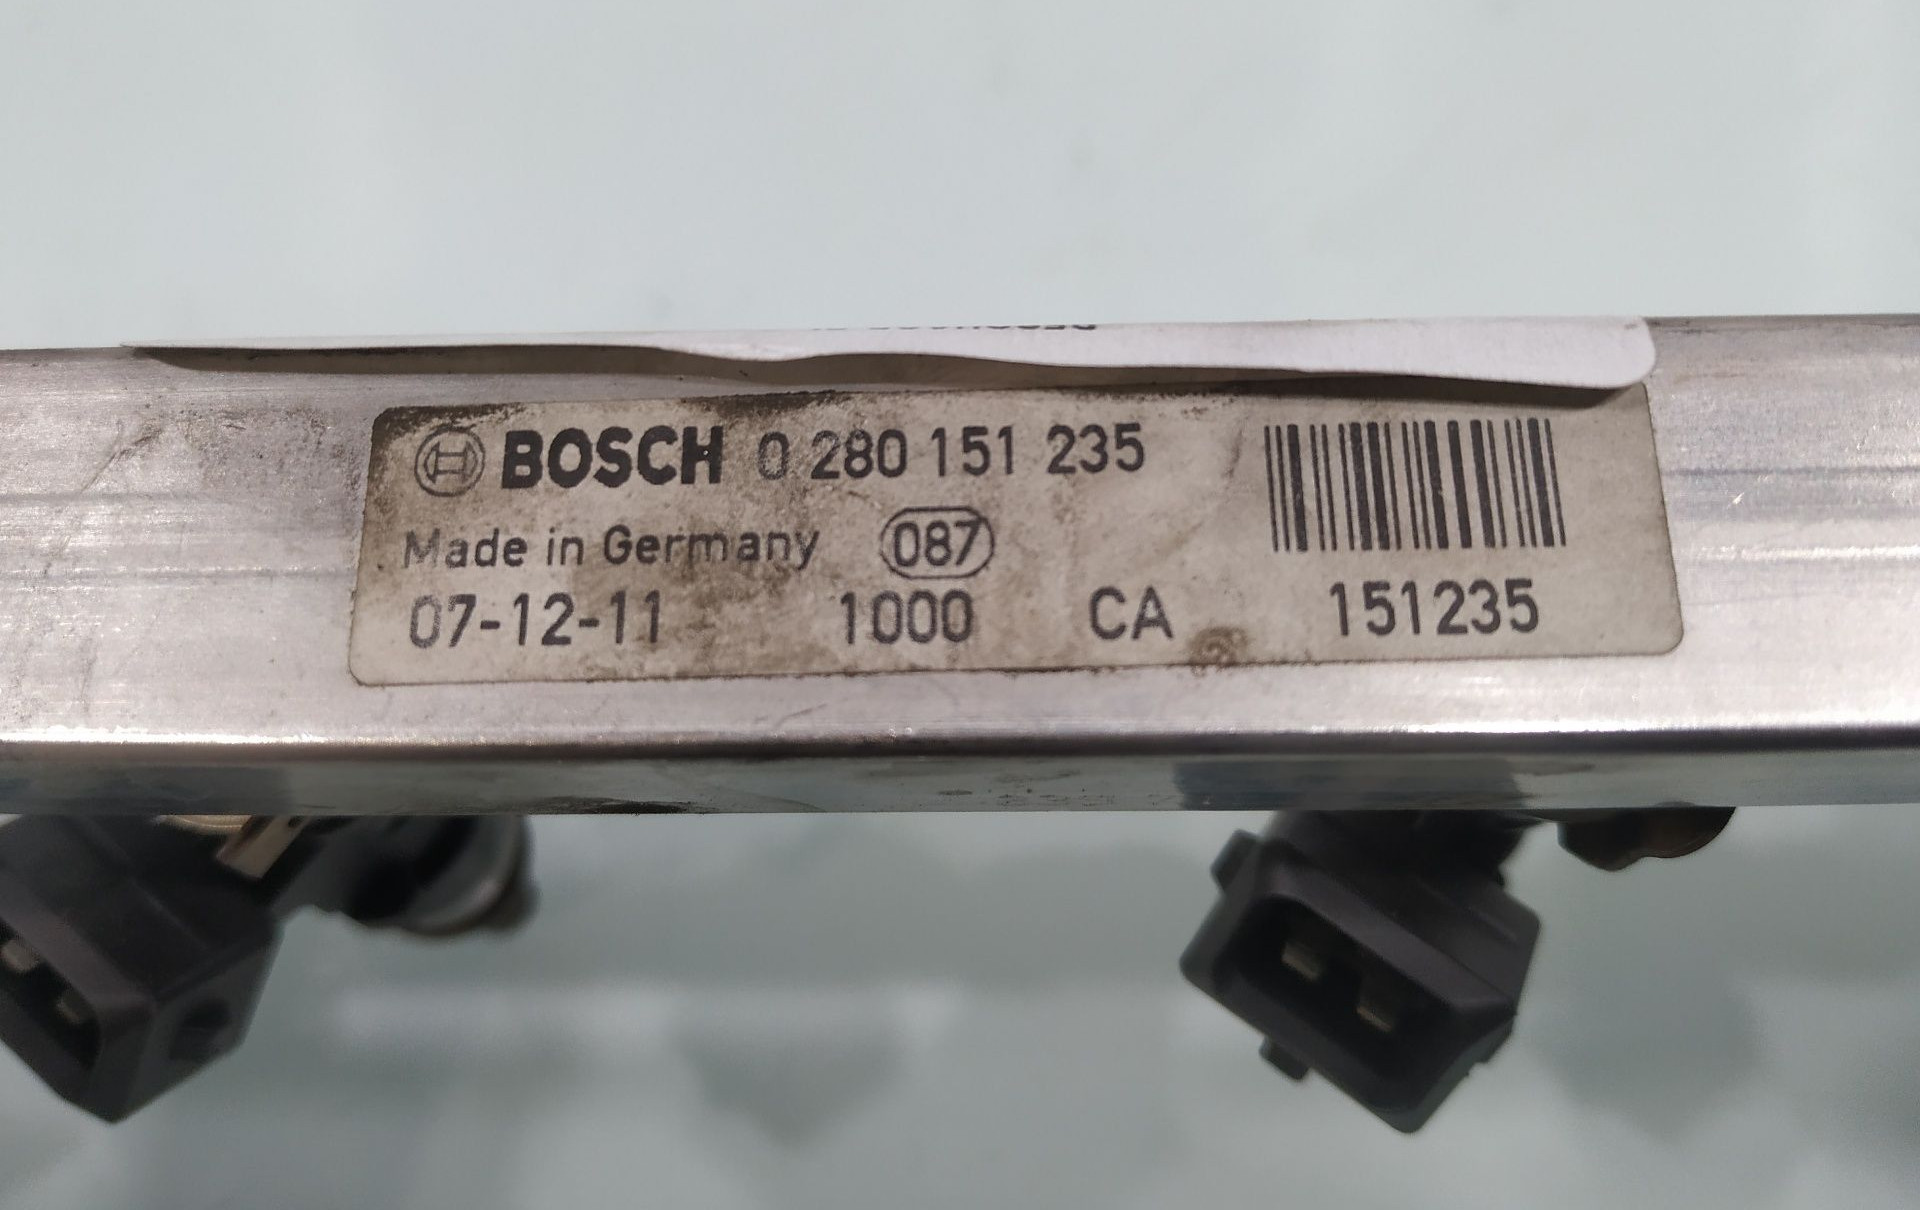 BOSCH 0 280 151 235
Made in Germany 087
07-12-11 1000 CA 151235